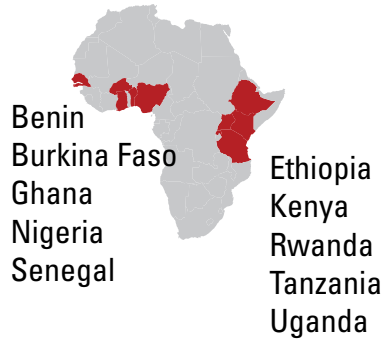 Benin
Burkina Faso
Ghana
Nigeria
Senegal
Ethiopia
Kenya
Rwanda
Tanzania
Uganda